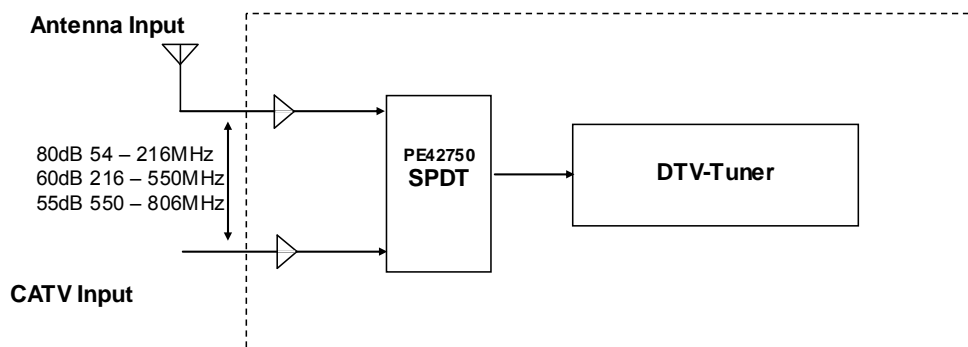 Antenna Input
80dB 54 – 216MHz
60dB 216 – 550MHz
55dB 550 – 806MHz
PE42750
SPDT
DTV-Tuner
CATV Input